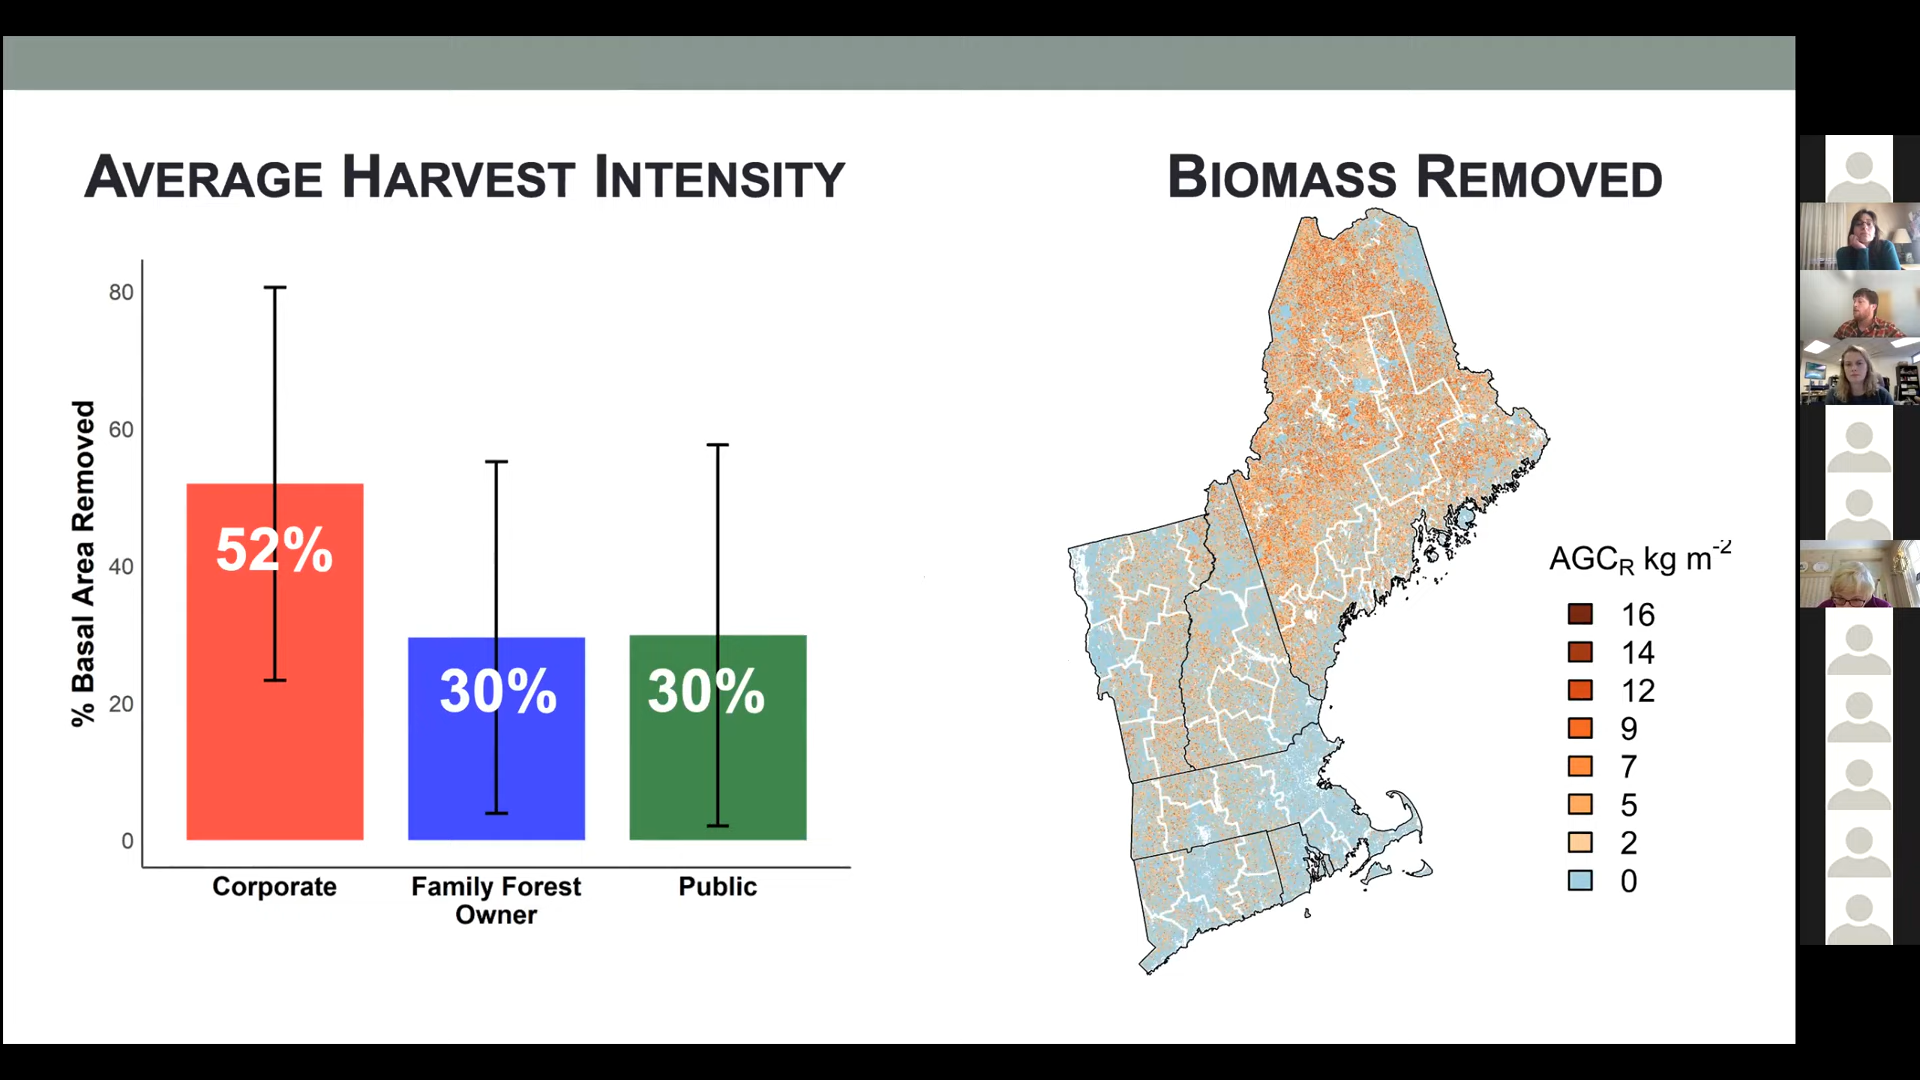 AVERAGE HARVEST INTENSITY
% Basal Area Removed
80
60
40
20
0
52%
30%
30%
Corporate
Family Forest
Owner
Public
BIOMASS REMOVED
AGC_R kg m^-2
16
14
12
9
7
5
2
0